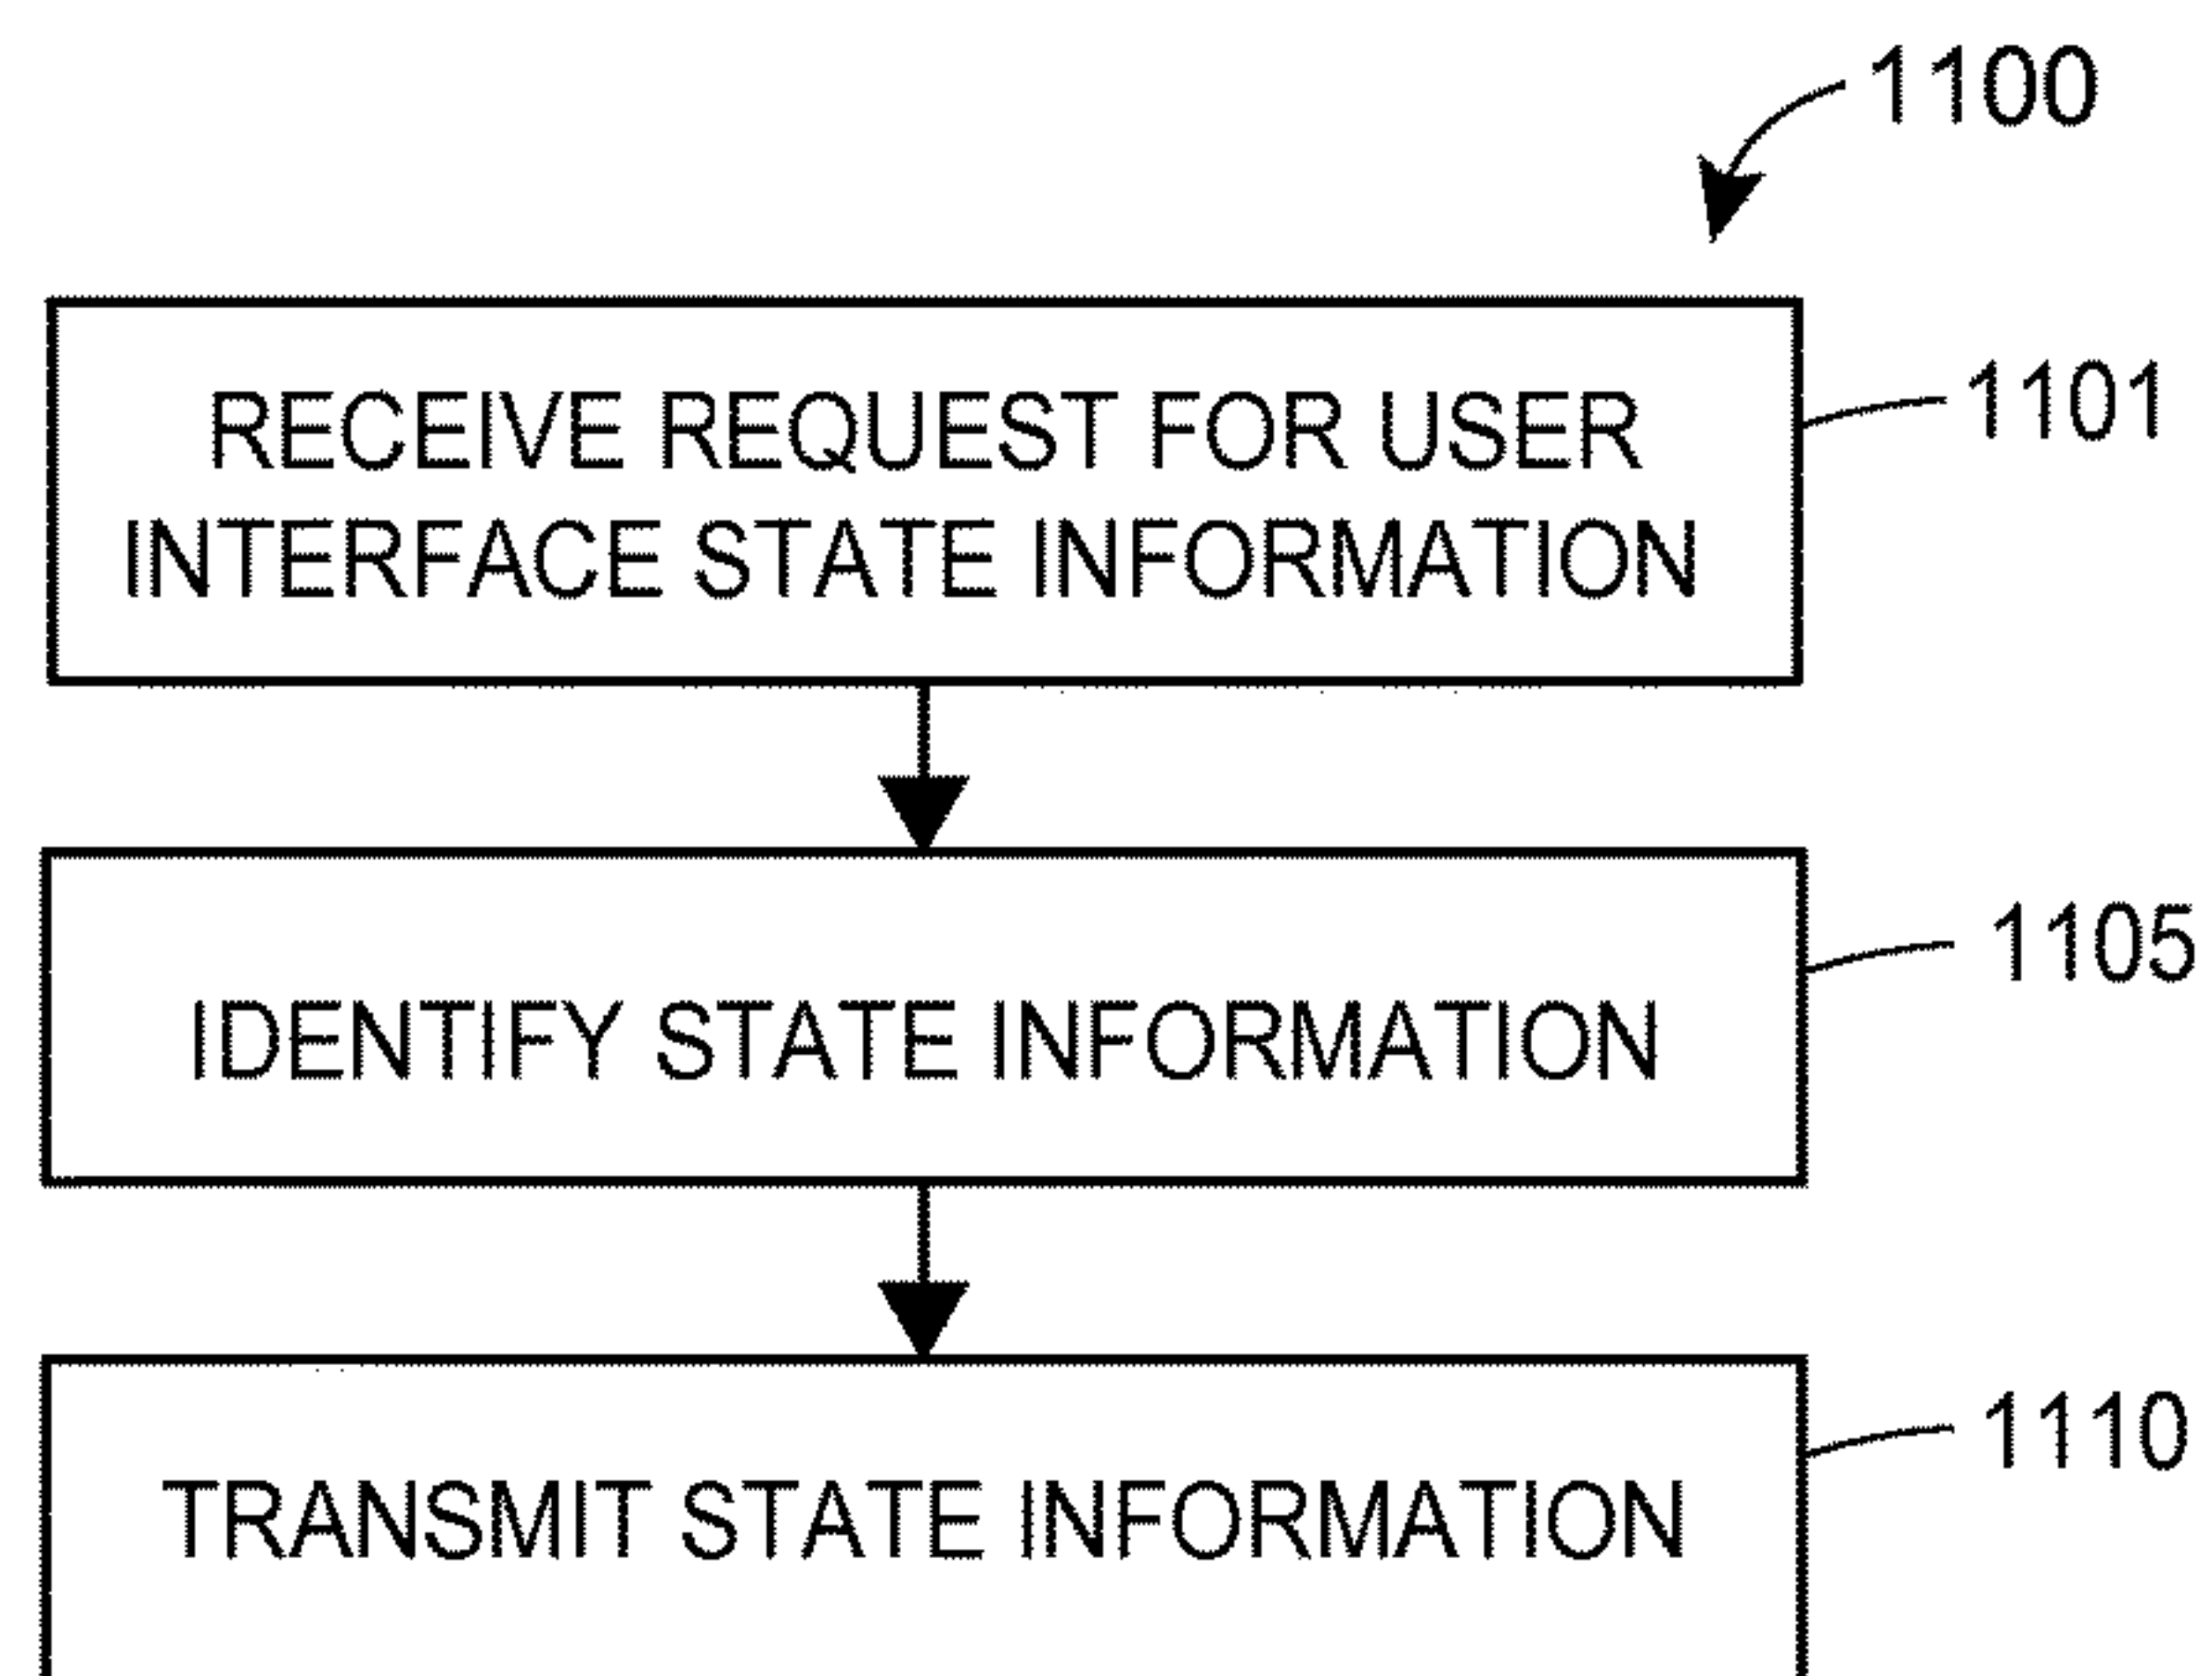 1100
RECEIVE REQUEST FOR USER
INTERFACE STATE INFORMATION
1101
IDENTIFY STATE INFORMATION
1105
TRANSMIT STATE INFORMATION
1110